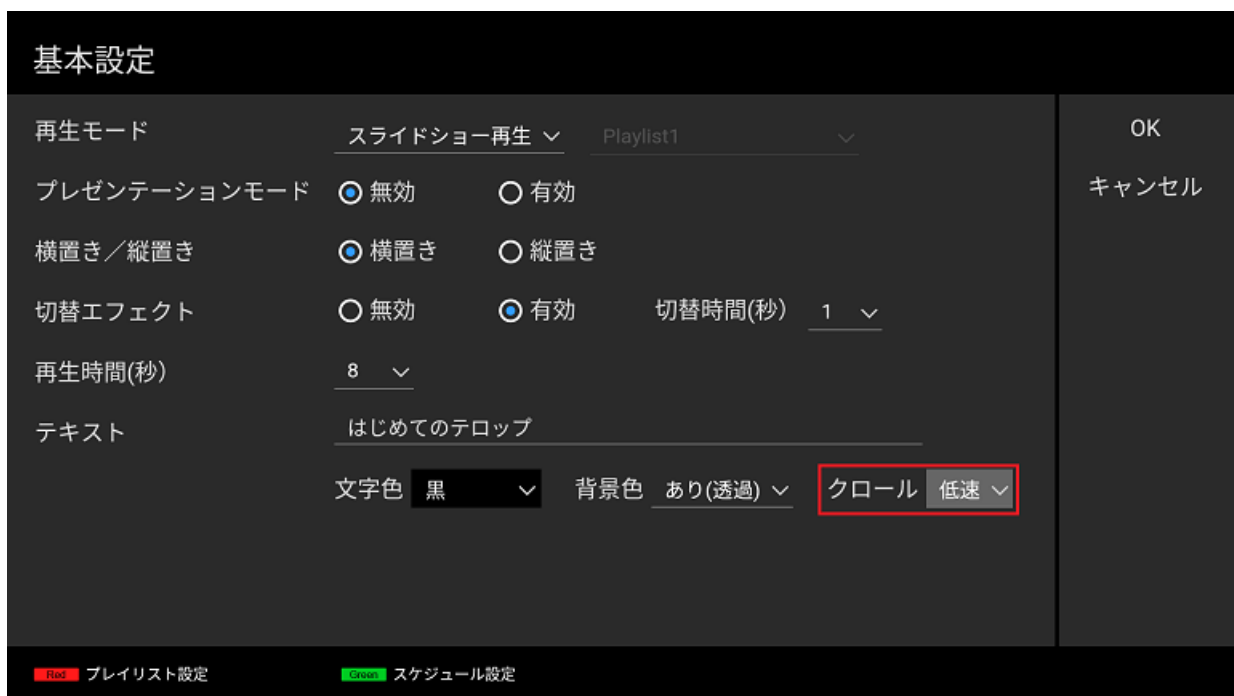 基本設定
再生モード スライドショー再生 Playlist1 OK
プレゼンテーションモード 無効 有効 キャンセル
横置き／縦置き 横置き 縦置き
切替エフェクト 無効 有効 切替時間(秒) 1
再生時間(秒) 8
テキスト はじめてのテロップ
文字色 黒 背景色 あり(透過) クロール 低速
Red プレイリスト設定 Green スケジュール設定